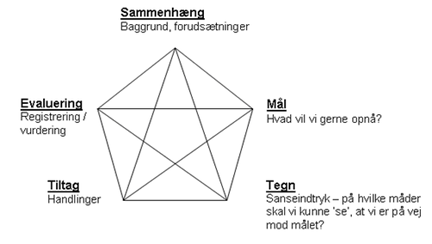 Sammenhæng
Baggrund, forudsætninger
Evaluering
Registrering /
vurdering
Mål
Hvad vil vi gerne opnå?
Tiltag
Handlinger
Tegn
Sanseindtryk – på hvilke måder
skal vi kunne 'se', at vi er på vej
mod målet?